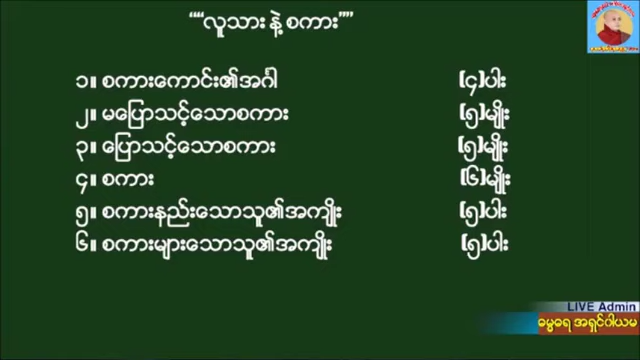 ""“လူသား နဲ့ စကား”""
၁။ စကားကောင်း၏အင်္ဂါ (၄)ပါး
၂။ မပြောသင့်သောစကား (၅)မျိုး
၃။ ပြောသင့်သောစကား (၅)မျိုး
၄။ စကား (၆)မျိုး
၅။ စကားနည်းသောသူ၏အကျိုး (၅)ပါး
၆။ စကားများသောသူ၏အကျိုး (၅)ပါး
LIVE Admin
ဓမ္မရေ အရှင်ဂါယမ